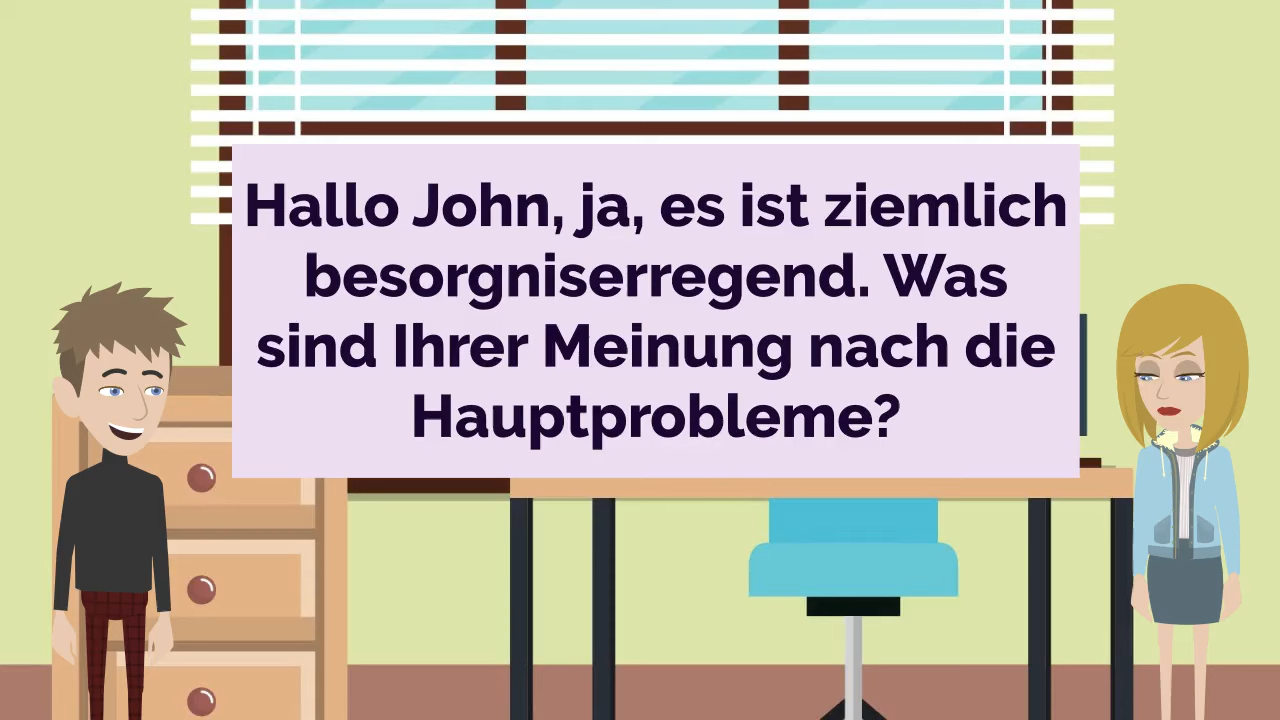 Hallo John, ja, es ist ziemlich
besorgniserregend. Was
sind Ihrer Meinung nach die
Hauptprobleme?